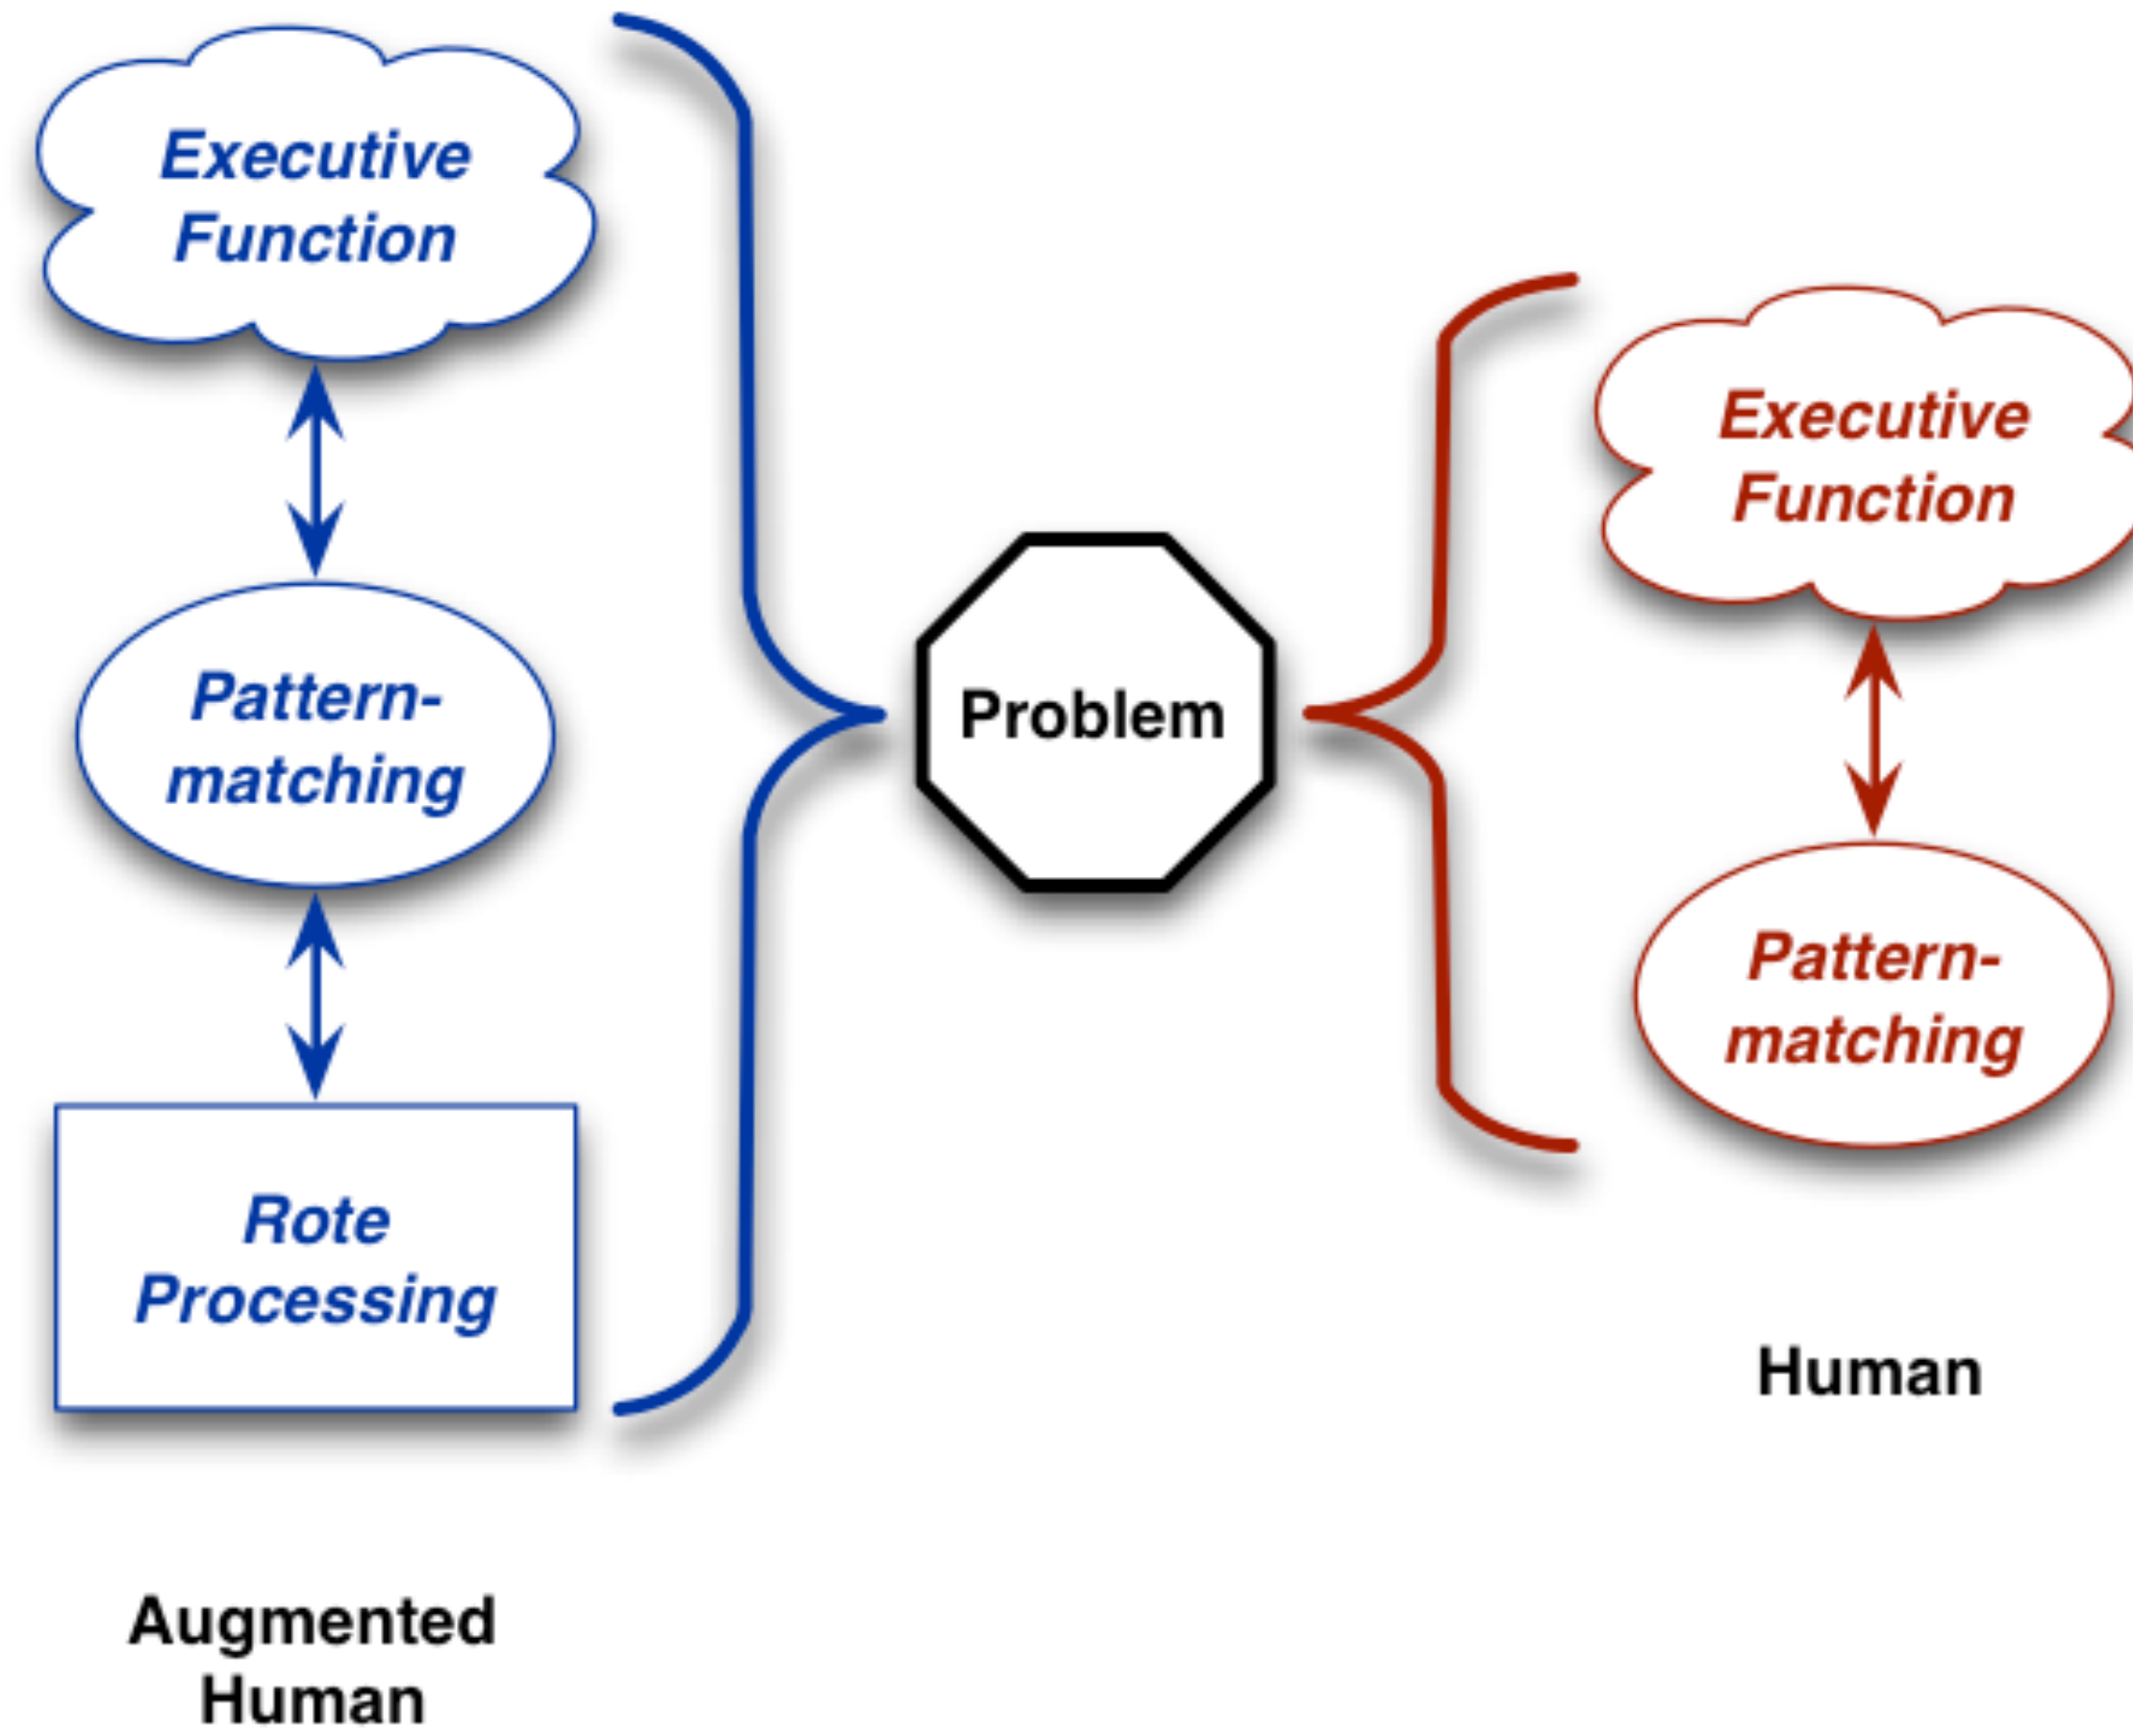 Executive
Function
Pattern-
matching
Rote
Processing
Augmented
Human
Problem
Executive
Function
Pattern-
matching
Human